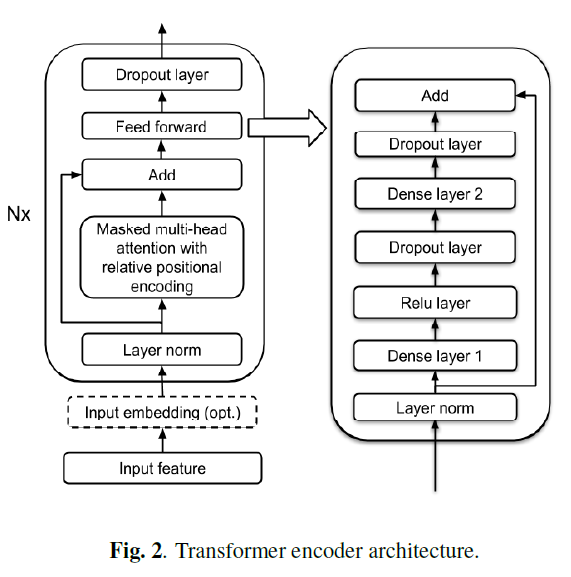 Dropout layer
Feed forward
Add
Nx
Masked multi-head
attention with
relative positional
encoding
Layer norm
Input embedding (opt.)
Input feature
Add
Dropout layer
Dense layer 2
Dropout layer
Relu layer
Dense layer 1
Layer norm
Fig. 2. Transformer encoder architecture.